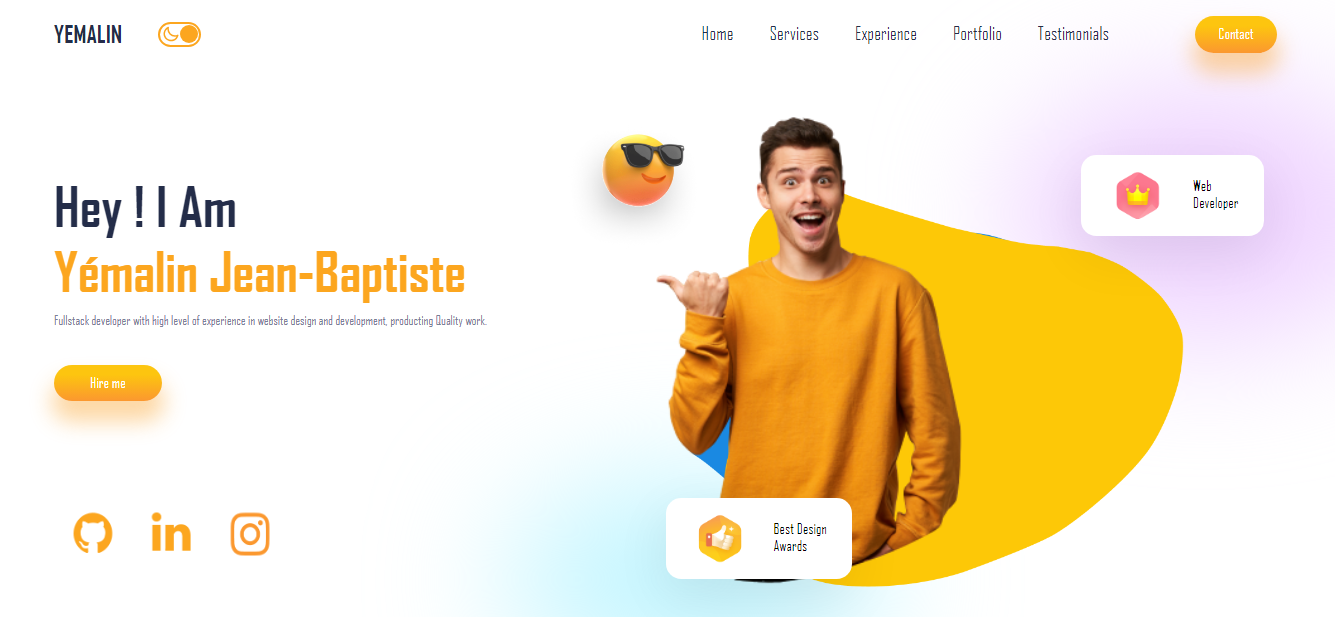 YEMALIN
Home
Services
Experience
Portfolio
Testimonials
Contact
Hey ! I Am
Yémalin Jean-Baptiste
Fullstack developer with high level of experience in website design and development, producting Quality work.
Hire me
in
Web
Developer
Best Design
Awards